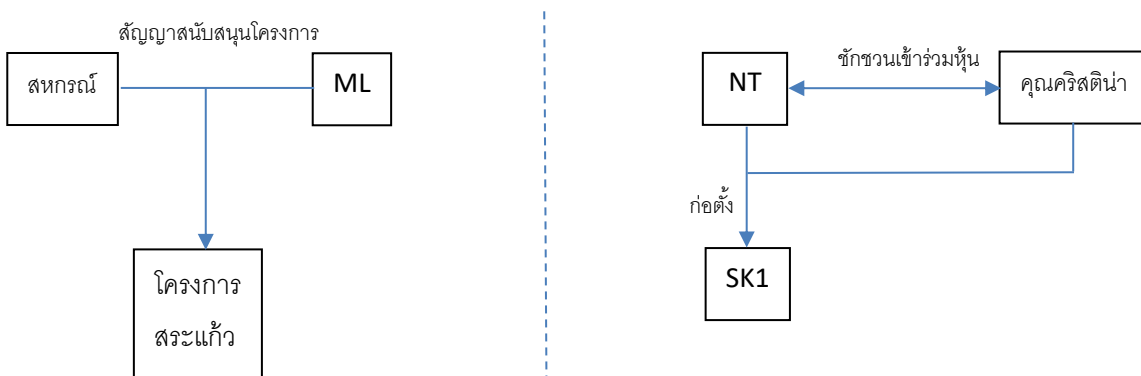 สัญญาสนับสนุนโครงการ
สหกรณ์
ML
โครงการ
สระแก้ว
ชักชวนเข้าร่วมหุ้น
NT
คุณคริสติน่า
ก่อตั้ง
SK1